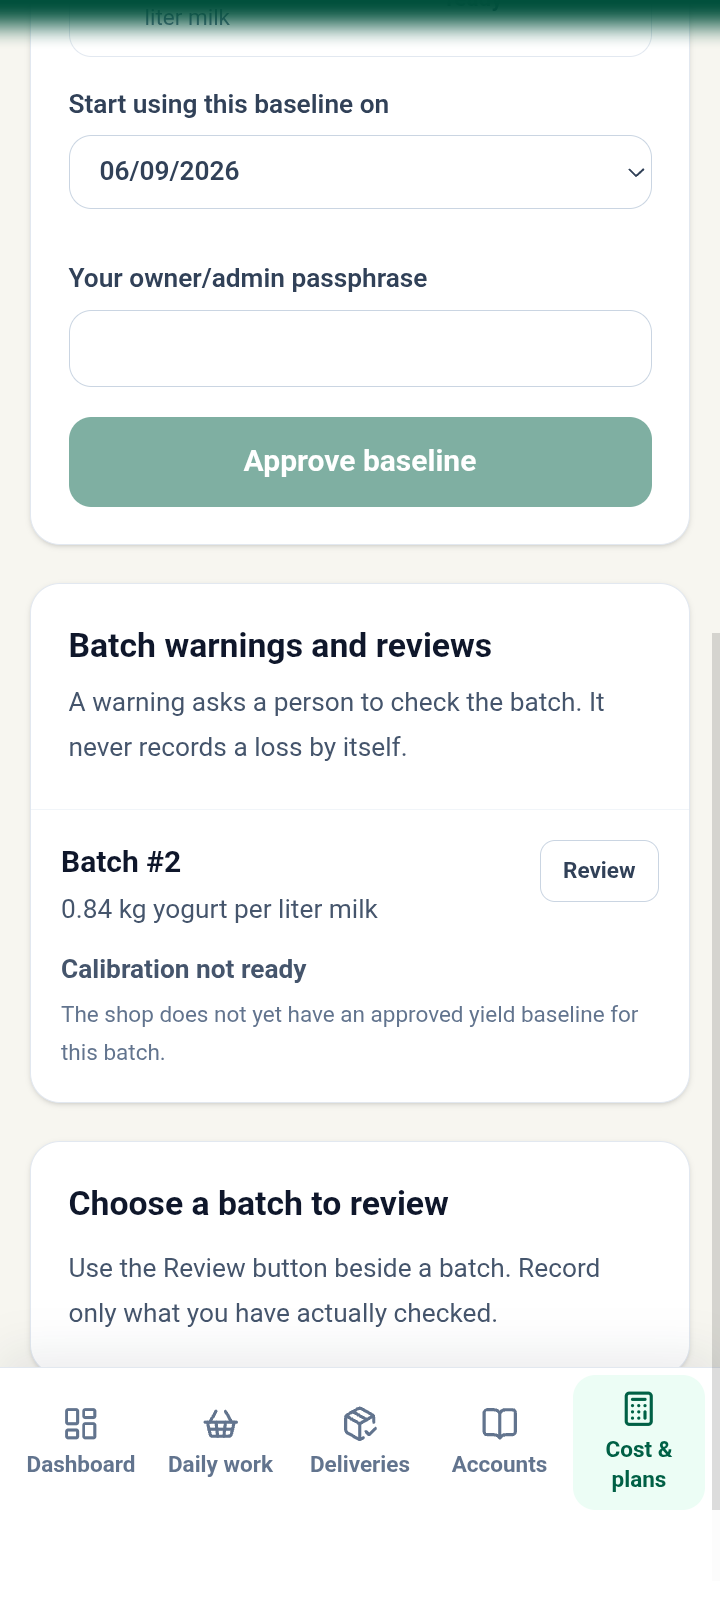 liter milk
Start using this baseline on
06/09/2026
Your owner/admin passphrase
Approve baseline
Batch warnings and reviews
A warning asks a person to check the batch. It
never records a loss by itself.
Batch #2
Review
0.84 kg yogurt per liter milk
Calibration not ready
The shop does not yet have an approved yield baseline for
this batch.
Choose a batch to review
Use the Review button beside a batch. Record
only what you have actually checked.
Dashboard
Daily work
Deliveries
Accounts
Cost &
plans